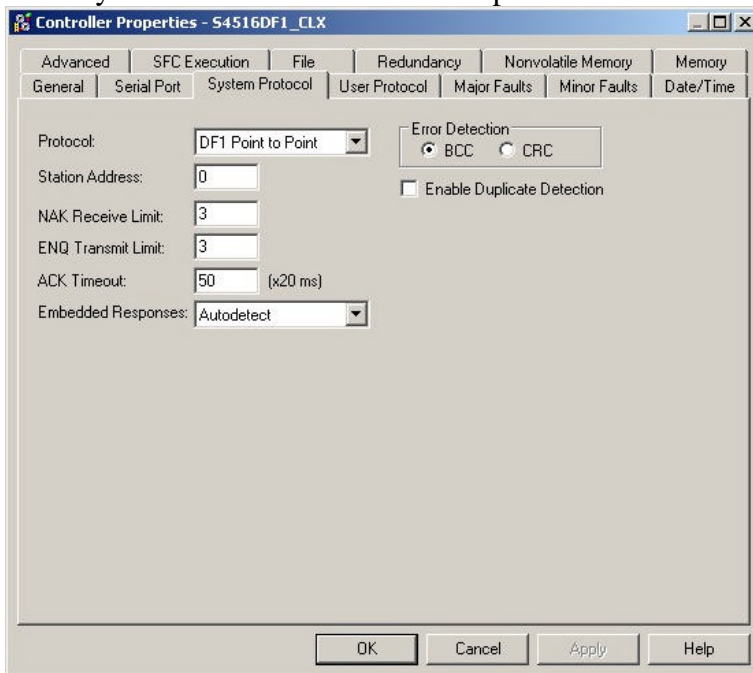 Controller Properties - S4516DF1_CLX
Advanced SFC Execution File Redundancy Nonvolatile Memory Memory
General Serial Port System Protocol User Protocol Major Faults Minor Faults Date/Time
Protocol: DF1 Point to Point
Station Address: 0
NAK Receive Limit: 3
ENQ Transmit Limit: 3
ACK Timeout: 50 (x20 ms)
Embedded Responses: Autodetect
Error Detection
BCC CRC
Enable Duplicate Detection
OK Cancel Apply Help